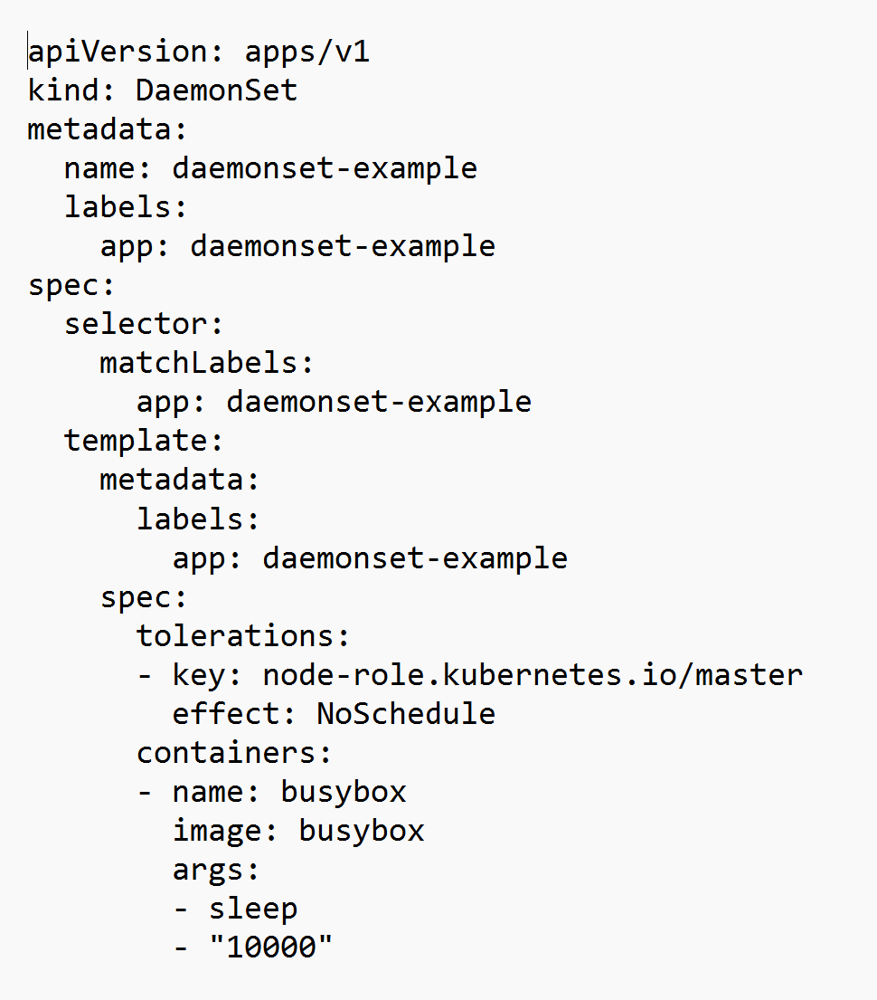 apiVersion: apps/v1
kind: DaemonSet
metadata:
  name: daemonset-example
  labels:
    app: daemonset-example
spec:
  selector:
    matchLabels:
      app: daemonset-example
  template:
    metadata:
      labels:
        app: daemonset-example
    spec:
      tolerations:
      - key: node-role.kubernetes.io/master
        effect: NoSchedule
      containers:
      - name: busybox
        image: busybox
        args:
        - sleep
        - "10000"